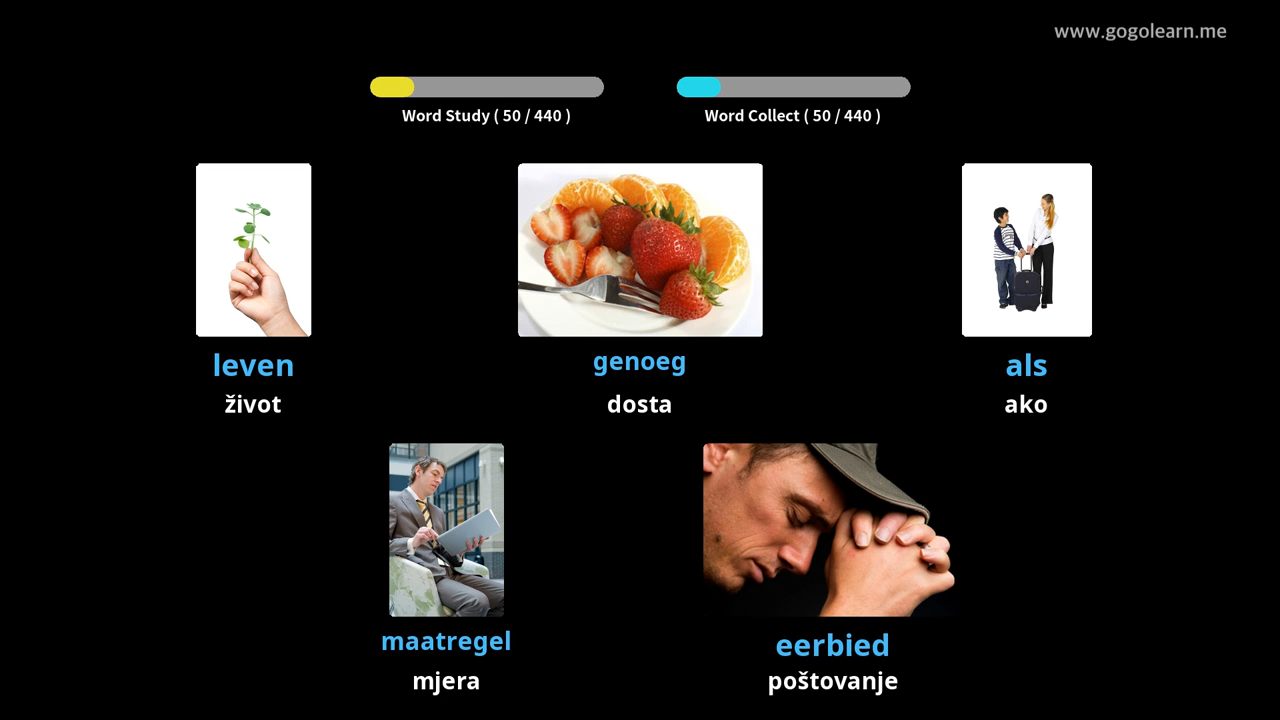 www.gogolearn.me
Word Study ( 50 / 440 )
Word Collect ( 50 / 440 )
leven
život
genoeg
dosta
als
ako
maatregel
mjera
eerbied
poštovanje